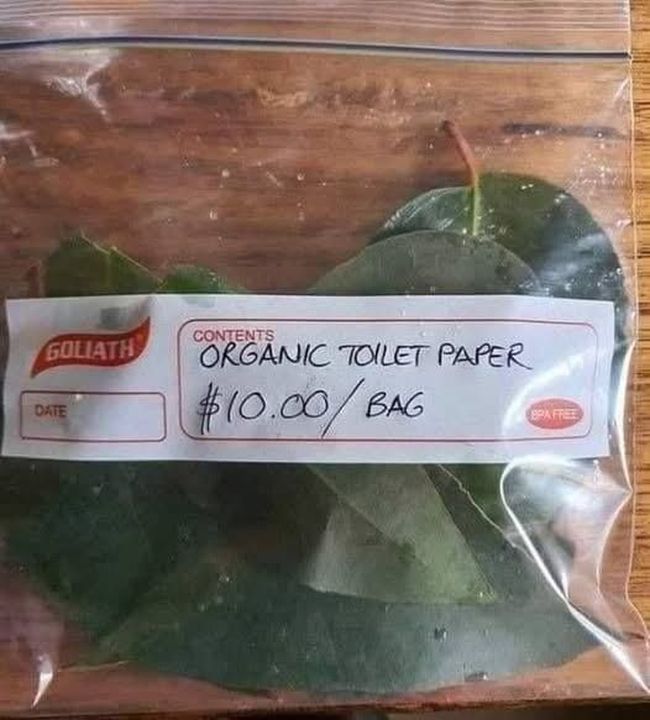 GOLIATH
CONTENTS
ORGANIC TOILET PAPER
$10.00/ BAG
DATE
BPA FREE